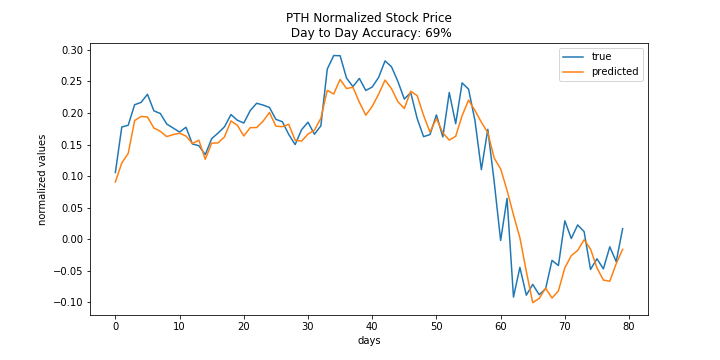 PTH Normalized Stock Price
Day to Day Accuracy: 69%
true
predicted
normalized values
0.30
0.25
0.20
0.15
0.10
0.05
0.00
−0.05
−0.10
0 10 20 30 40 50 60 70 80
days